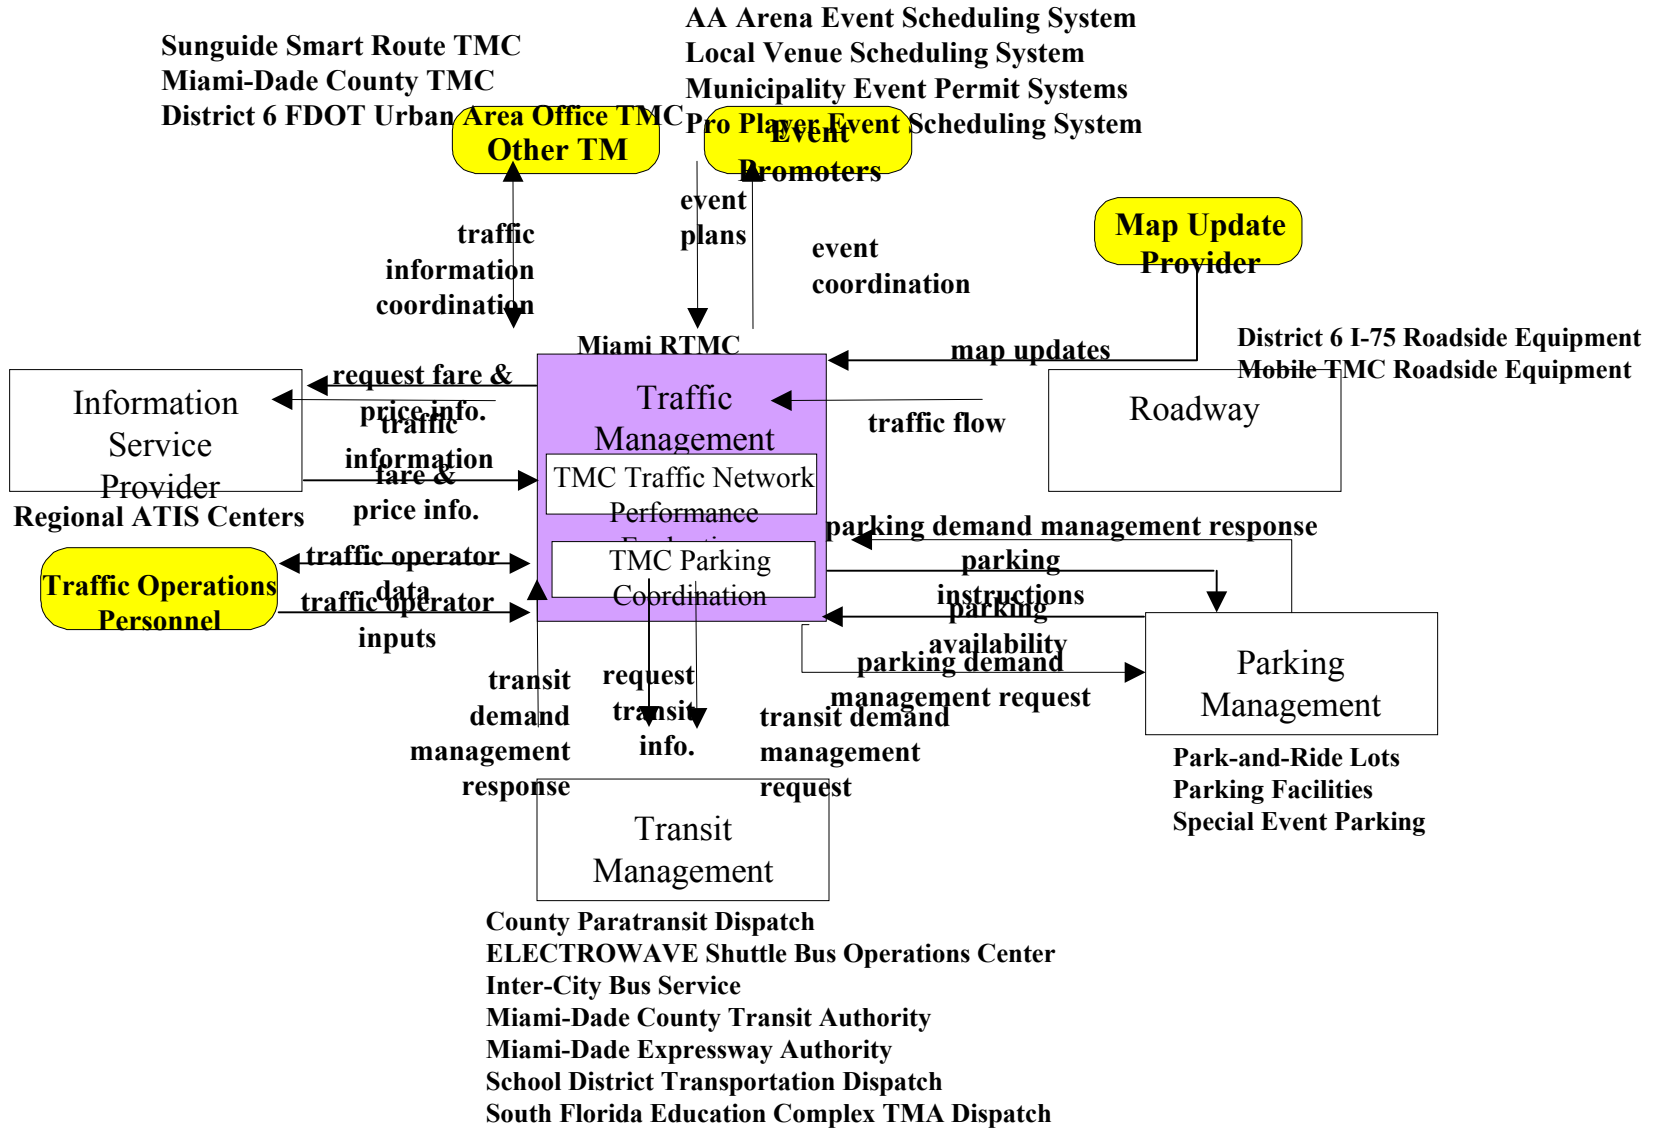 AA Arena Event Scheduling System
Local Venue Scheduling System
Municipality Event Permit Systems
Pro Player Event Scheduling System
Sunguide Smart Route TMC
Miami-Dade County TMC
District 6 FDOT Urban Area Office TMC
Other TM
Event
Promoters
Map Update
Provider
traffic
information
coordination
event
plans
event
coordination
map updates
District 6 I-75 Roadside Equipment
Mobile TMC Roadside Equipment
Roadway
traffic flow
Miami RTMC
Traffic
Management
TMC Traffic Network
Performance
TMC Parking
Coordination
request fare &
price info.
traffic
information
fare &
price info.
Information
Service
Provider
Regional ATIS Centers
traffic operator
data
traffic operator
inputs
Traffic Operations
Personnel
parking demand management response
parking
instructions
parking
availability
parking demand
management request
Parking
Management
Park-and-Ride Lots
Parking Facilities
Special Event Parking
transit
demand
management
response
request
transit
info.
transit demand
management
request
Transit
Management
County Paratransit Dispatch
ELECTROWAVE Shuttle Bus Operations Center
Inter-City Bus Service
Miami-Dade County Transit Authority
Miami-Dade Expressway Authority
School District Transportation Dispatch
South Florida Education Complex TMA Dispatch